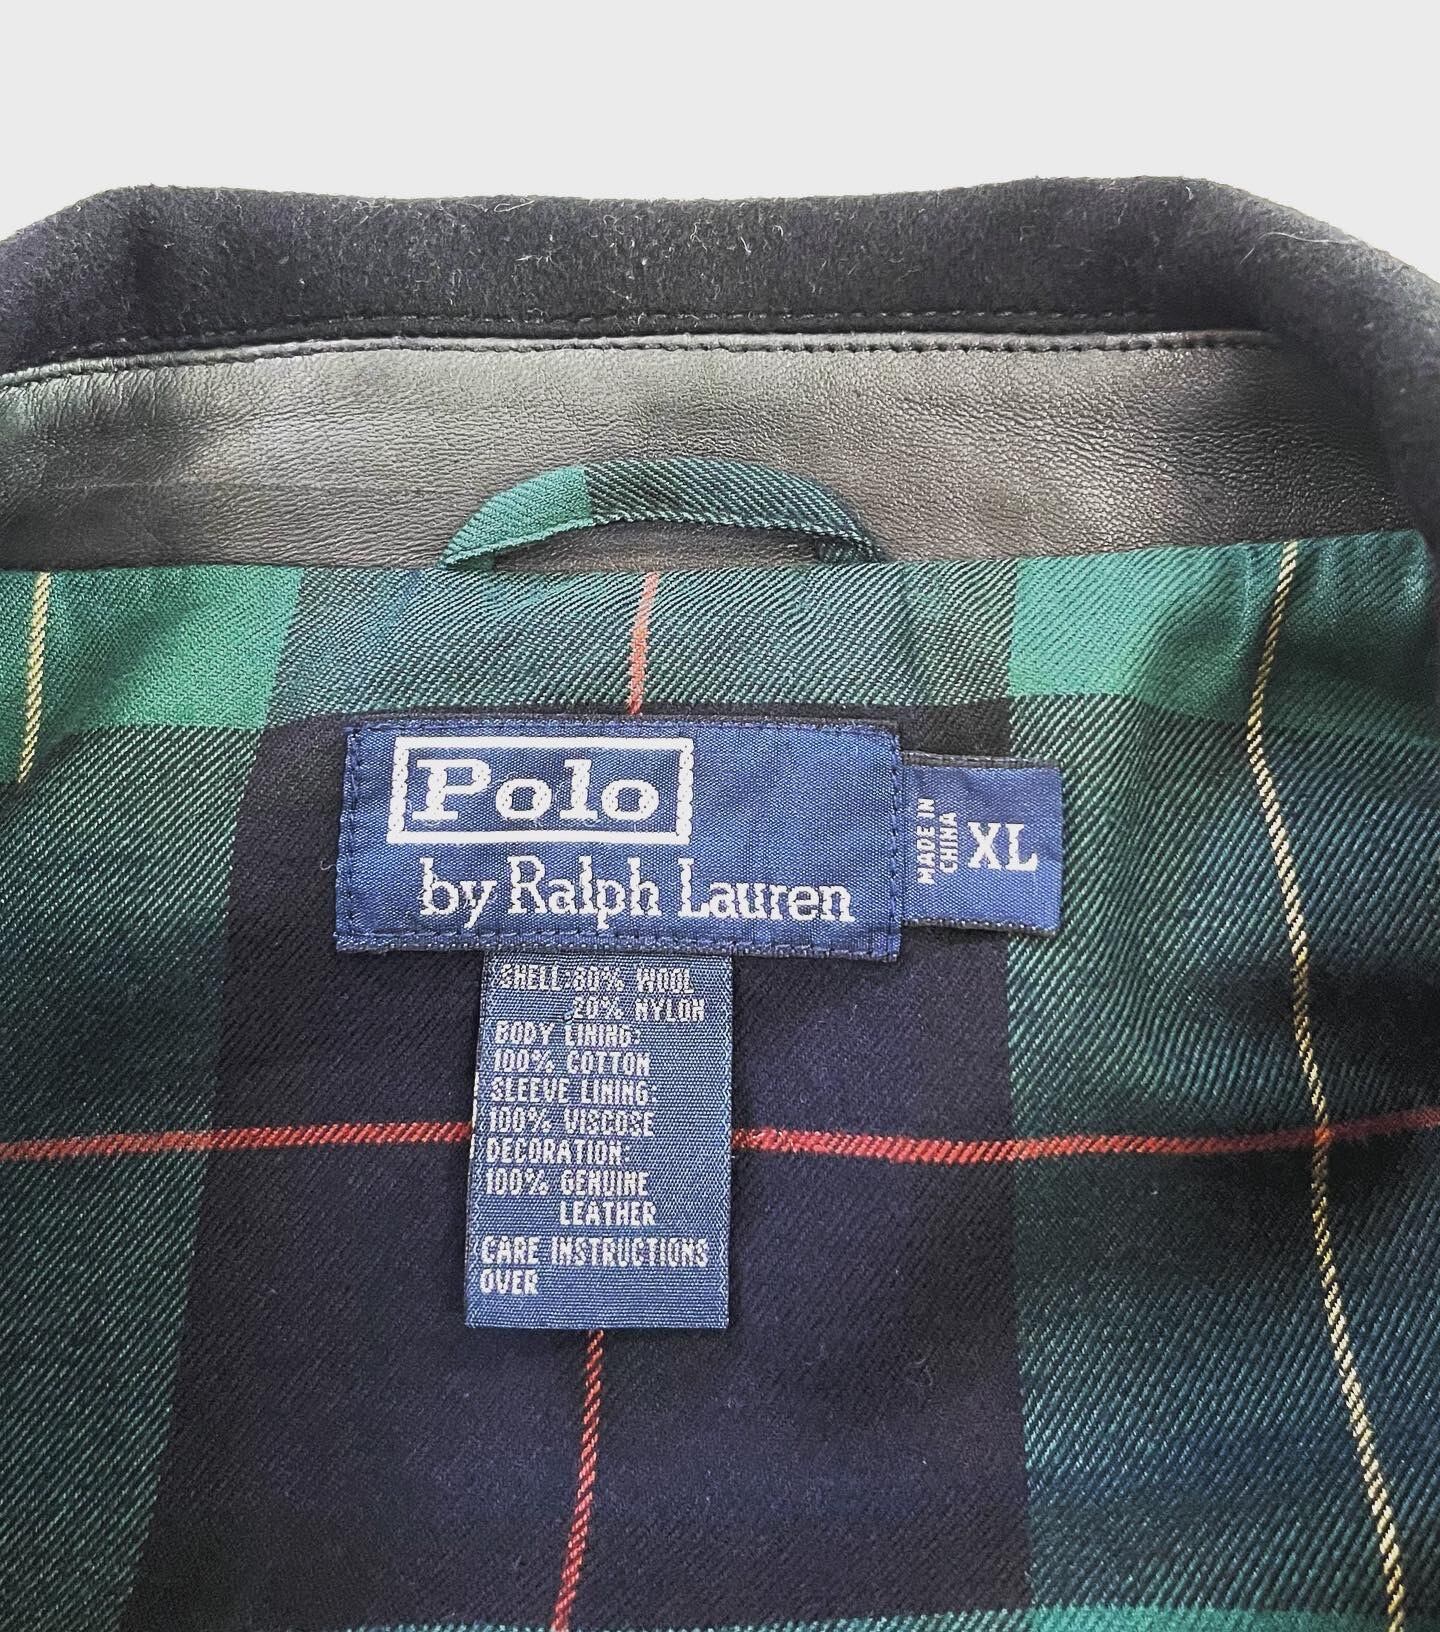 Polo
by Ralph Lauren
MADE IN
CHINA
XL
SHELL: 80% WOOL
20% NYLON
BODY LINING:
100% COTTON
SLEEVE LINING:
100% VISCOSE
DECORATION
100% GENUINE
LEATHER
CARE INSTRUCTIONS
OVER